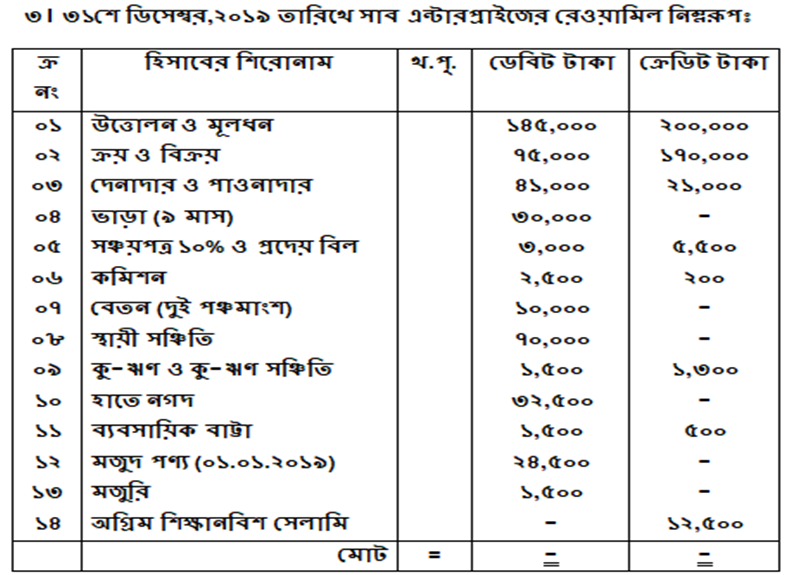 ৩। ৩১শে ডিসেম্বর,২০১৯ তারিখে সাব এন্টারপ্রাইজের রেওয়ামিল নিম্নরূপঃ
ক্র নং হিসাবের শিরোনাম থ.পৃ. ডেবিট টাকা ক্রেডিট টাকা
০১ উত্তোলন ও মূলধন ১৪৫,০০০ ২০০,০০০
০২ ক্রয় ও বিক্রয় ৭৫,০০০ ১৭০,০০০
০৩ দেনাদার ও পাওনাদার ৪১,০০০ ২১,০০০
০৪ ভাড়া (৯ মাস) ৩০,০০০ –
০৫ সঞ্চয়পত্র ১০% ও প্রদেয় বিল ৩,০০০ ৫,৫০০
০৬ কমিশন ২,৫০০ ২০০
০৭ বেতন (দুই পঞ্চমাংশ) ১০,০০০ –
০৮ স্থায়ী সঞ্চিতি ৭০,০০০ –
০৯ কু-ঋণ ও কু-ঋণ সঞ্চিতি ১,৫০০ ১,৩০০
১০ হাতে নগদ ৩২,৫০০ –
১১ ব্যবসায়িক বাট্টা ১,৫০০ ৫০০
১২ মজুদ পণ্য (০১.০১.২০১৯) ২৪,৫০০ –
১৩ মজুরি ১,৫০০ –
১৪ অগ্রিম শিক্ষানবিশ সেলামি – ১২,৫০০
মোট = – –